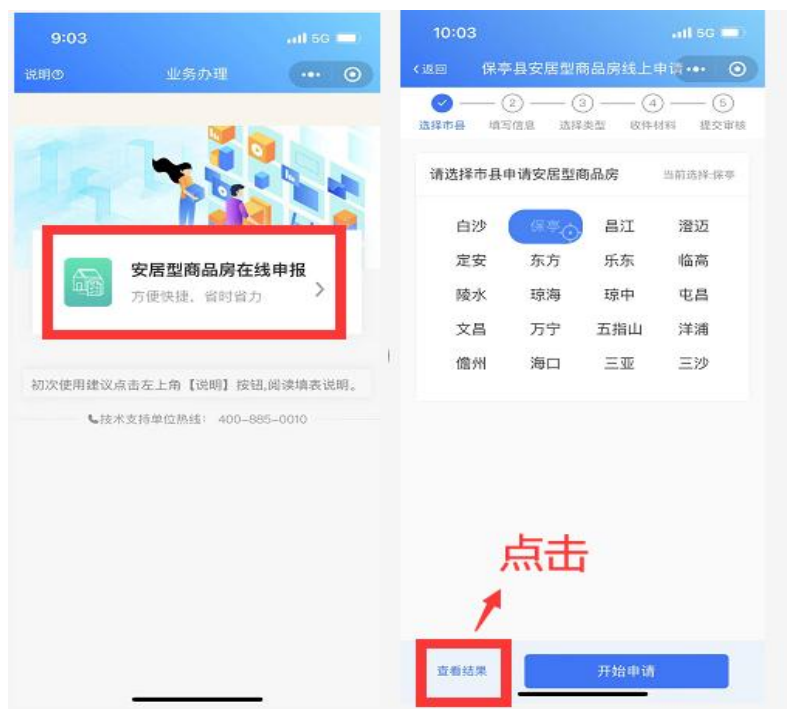 9:03
5G
说明
业务办理
安居型商品房在线申报
方便快捷、省时省力
初次使用建议点击左上角【说明】按钮,阅读填表说明。
技术支持单位热线: 400-885-0010
10:03
5G
返回 保亭县安居型商品房线上申请
2 3 4 5
选择市县 填写信息 选择类型 收件材料 提交审核
请选择市县申请安居型商品房 当前选择:保亭
白沙 保亭 昌江 澄迈
定安 东方 乐东 临高
陵水 琼海 琼中 屯昌
文昌 万宁 五指山 洋浦
儋州 海口 三亚 三沙
点击
查看结果 开始申请